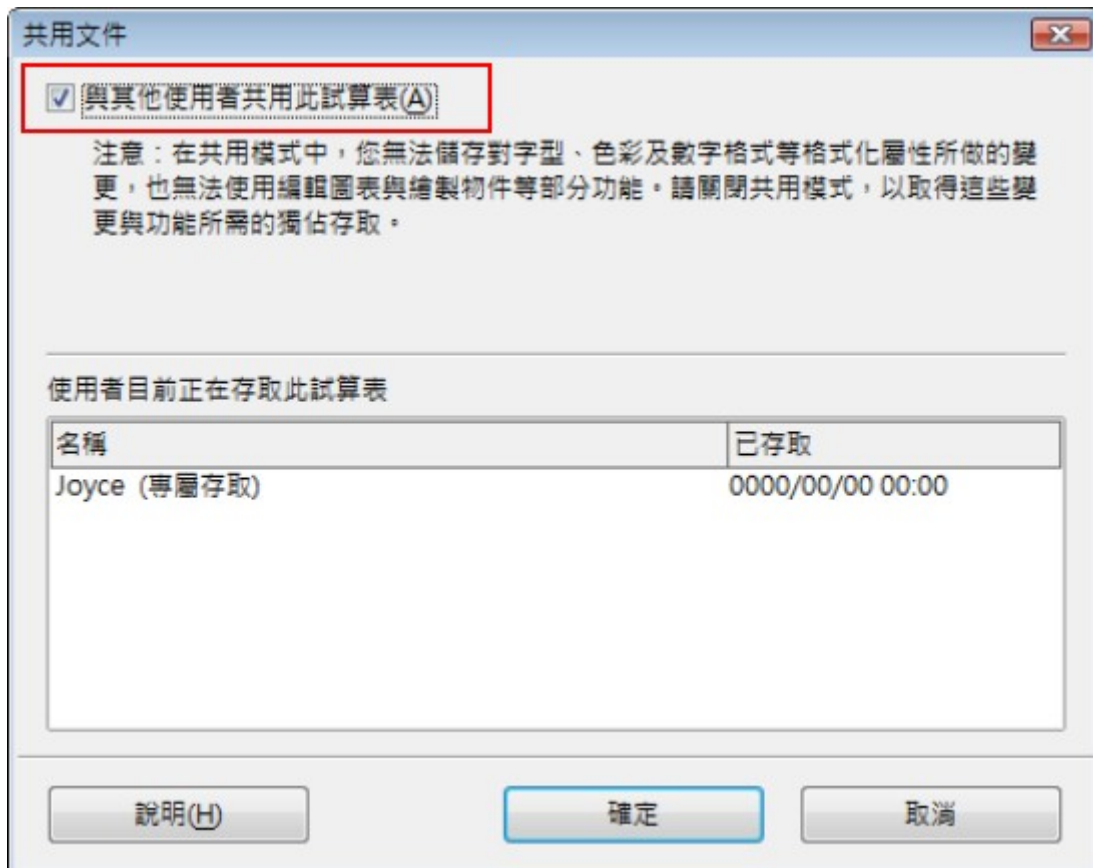 共用文件
與其他使用者共用此試算表(A)
注意：在共用模式中，您無法儲存對字型、色彩及數字格式等格式化屬性所做的變
更，也無法使用編輯圖表與繪製物件等部分功能。請關閉共用模式，以取得這些變
更與功能所需的獨佔存取。
使用者目前正在存取此試算表
名稱 已存取
Joyce (專屬存取) 0000/00/00 00:00
說明(H) 確定 取消